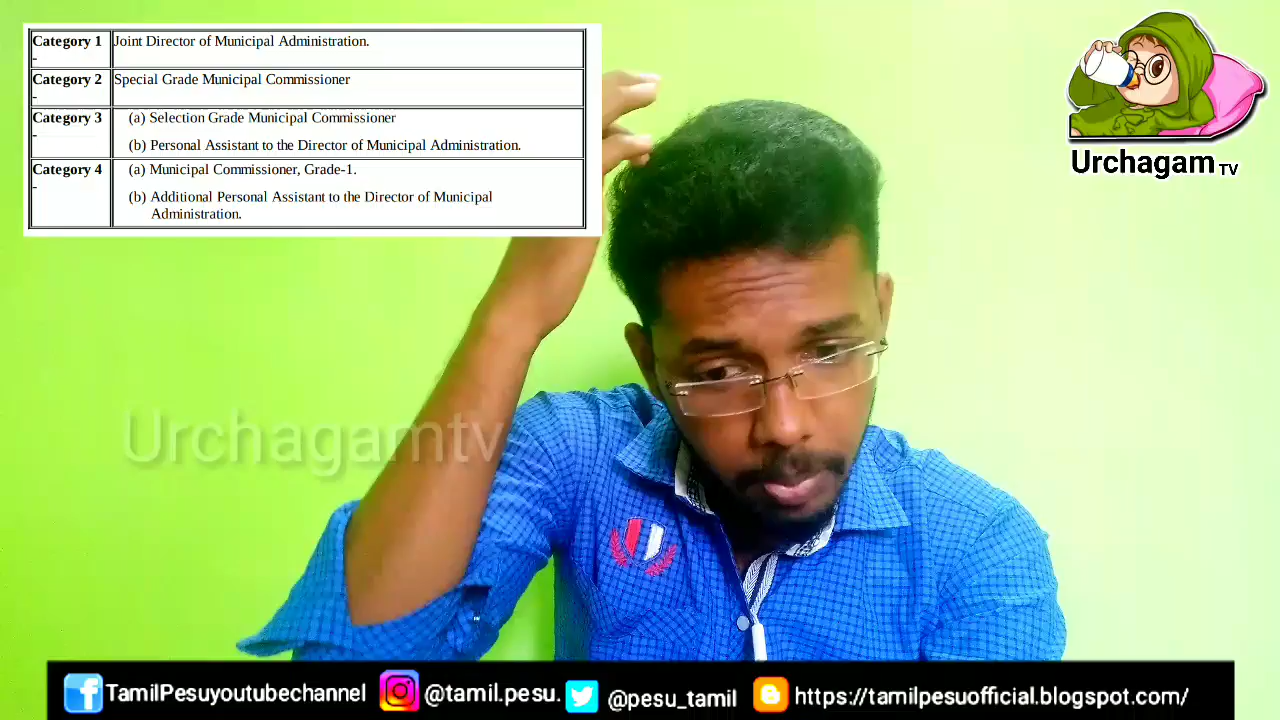 Category 1 Joint Director of Municipal Administration.
-
Category 2 Special Grade Municipal Commissioner
-
Category 3 (a) Selection Grade Municipal Commissioner
-
(b) Personal Assistant to the Director of Municipal Administration.
Category 4 (a) Municipal Commissioner, Grade-1.
-
(b) Additional Personal Assistant to the Director of Municipal
Administration.
Urchagam TV
Urchagamtv
TamilPesuyoutubechannel @tamil.pesu. @pesu_tamil https://tamilpesuofficial.blogspot.com/